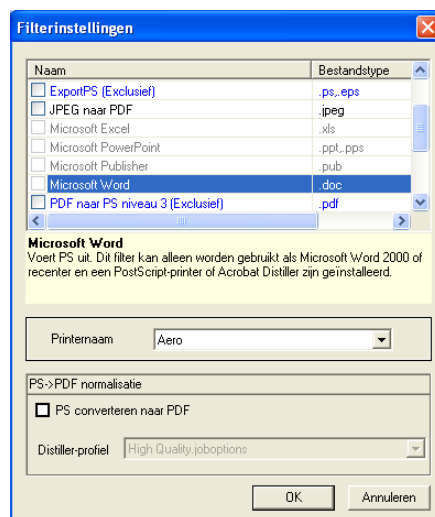 Filterinstellingen
Naam Bestandstype
ExportPS (Exclusief) .ps,.eps
JPEG naar PDF .jpeg
Microsoft Excel .xls
Microsoft PowerPoint .ppt,.pps
Microsoft Publisher .pub
Microsoft Word .doc
PDF naar PS niveau 3 (Exclusief) .pdf
Microsoft Word
Voert PS uit. Dit filter kan alleen worden gebruikt als Microsoft Word 2000 of
recenter en een PostScript-printer of Acrobat Distiller zijn geïnstalleerd.
Printernaam Aero
PS->PDF normalisatie
PS converteren naar PDF
Distiller-profiel High Quality.joboptions
OK Annuleren